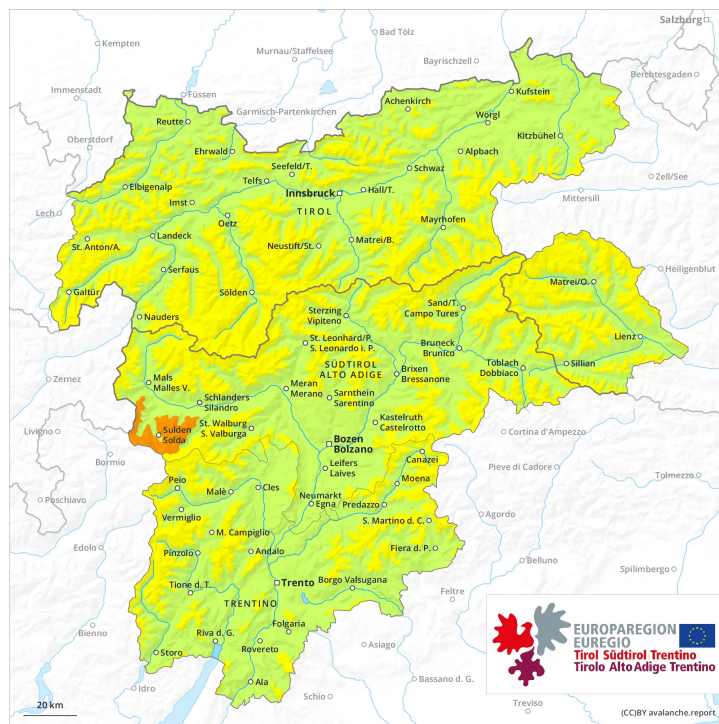 Salzburg
Kempten
Bad Tölz
Murnau/Staffelsee
Bayrischzell
Berchtesgaden
Immenstadt
Füssen
Garmisch-Partenkirchen
Achenkirch
Kufstein
Reutte
Wörgl
Oberstdorf
Kitzbühel
Ehrwald
Seefeld/T.
Alpbach
Schwaz
Telfs
Zell/See
Elbigenalp
Innsbruck
Hall/T.
Mittersill
Imst
TIROL
Lech
Oetz
Mayrhofen
St. Anton/A.
Landeck
Neustift/St.
Matrei/B.
Heiligenblut
Serfaus
Matrei/O.
Galtür
Sölden
Sand/T.
Campo Tures
Nauders
Sterzing
Vipiteno
Lienz
St. Leonhard/P.
S. Leonardo i. P.
Bruneck
Brunico
Toblach
Dobbiaco
Sillian
SÜDTIROL
ALTO ADIGE
Brixen
Bressanone
Zernez
Mals
Malles V.
Meran
Merano
Schlanders
Silandro
Sarnthein
Sarentino
Livigno
St. Walburg
S. Valburga
Kastelruth
Castelrotto
Sulden
Solda
Cortina d'Ampezzo
Bozen
Bolzano
Bormio
Canazei
Pieve di Cadore
Leifers
Laives
Tolmezzo
Peio
Moena
Malè
Cles
Neumarkt
Egna
Predazzo
Poschiavo
Vermiglio
S. Martino d. C.
Agordo
M. Campiglio
Edolo
Pinzolo
Andalo
Fiera d. P.
Belluno
Spilimbergo
Tione d. T.
Trento
Borgo Valsugana
Feltre
TRENTINO
Bienno
Riva d. G.
Folgaria
Storo
Rovereto
Asiago
Ala
Bassano d. G.
Idro
Schio
Treviso
EUROPAREGION
EUREGIO
Tirol Südtirol Trentino
Tirolo Alto Adige Trentino
20 km
(CC)BY avalanche.report